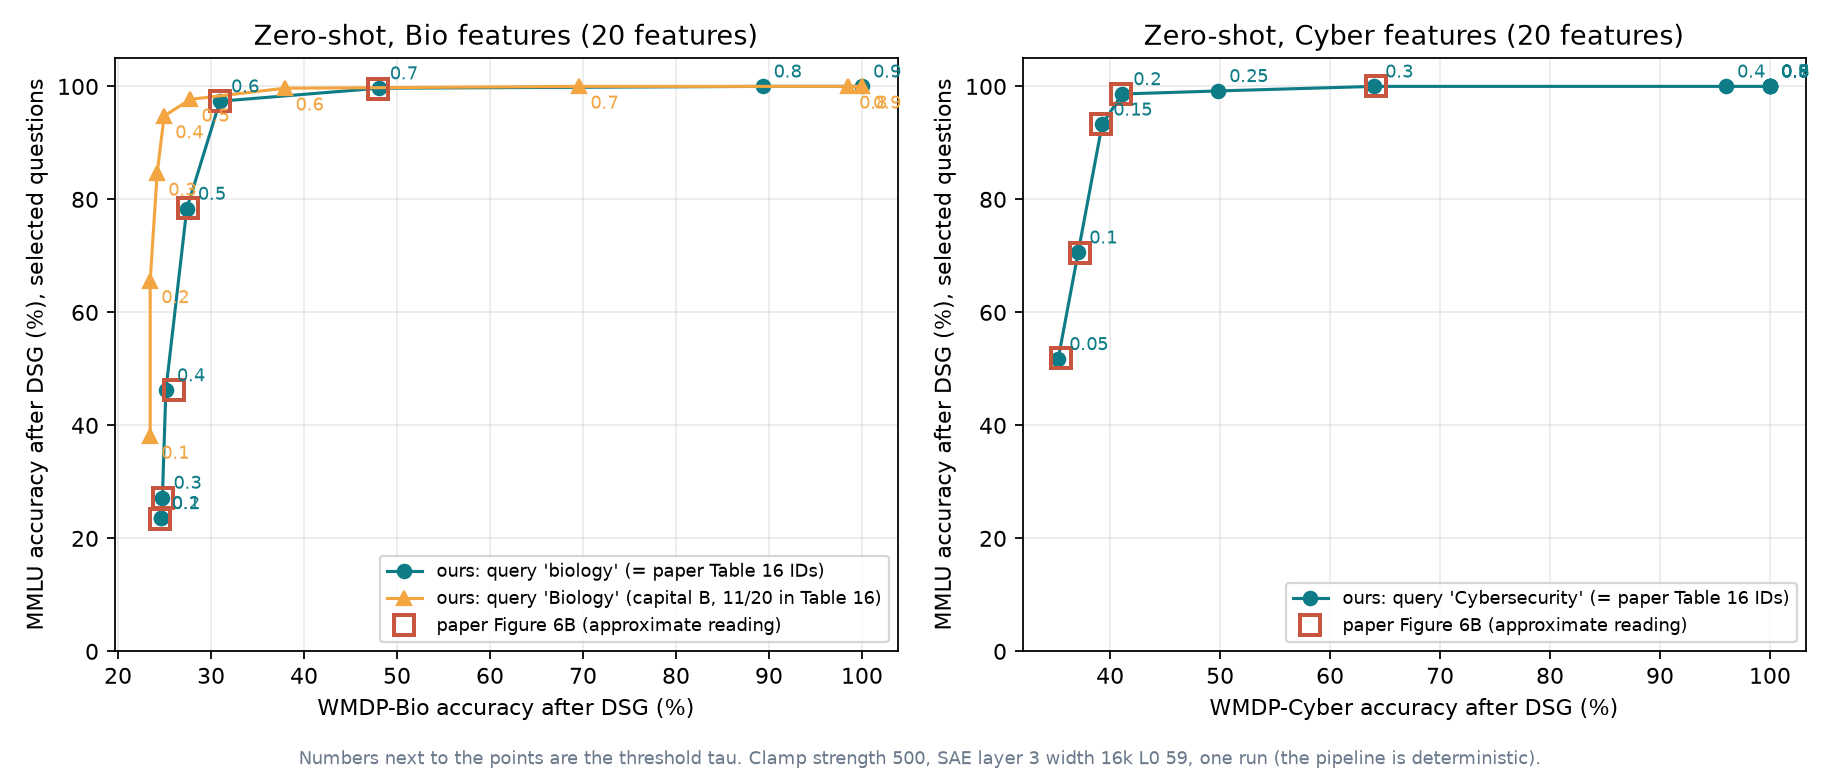 Zero-shot, Bio features (20 features)
MMLU accuracy after DSG (%), selected questions
100
80
60
40
20
0
0.6
0.7
0.8
0.9
0.5
0.6
0.7
0.9
0.4
0.3
0.5
0.2
0.4
0.1
0.3
ours: query 'biology' (= paper Table 16 IDs)
ours: query 'Biology' (capital B, 11/20 in Table 16)
paper Figure 6B (approximate reading)
20 30 40 50 60 70 80 90 100
WMDP-Bio accuracy after DSG (%)
Zero-shot, Cyber features (20 features)
MMLU accuracy after DSG (%), selected questions
100
80
60
40
20
0
0.2
0.25
0.3
0.4
0.15
0.1
0.05
ours: query 'Cybersecurity' (= paper Table 16 IDs)
paper Figure 6B (approximate reading)
40 50 60 70 80 90 100
WMDP-Cyber accuracy after DSG (%)
Numbers next to the points are the threshold tau. Clamp strength 500, SAE layer 3 width 16k L0 59, one run (the pipeline is deterministic).